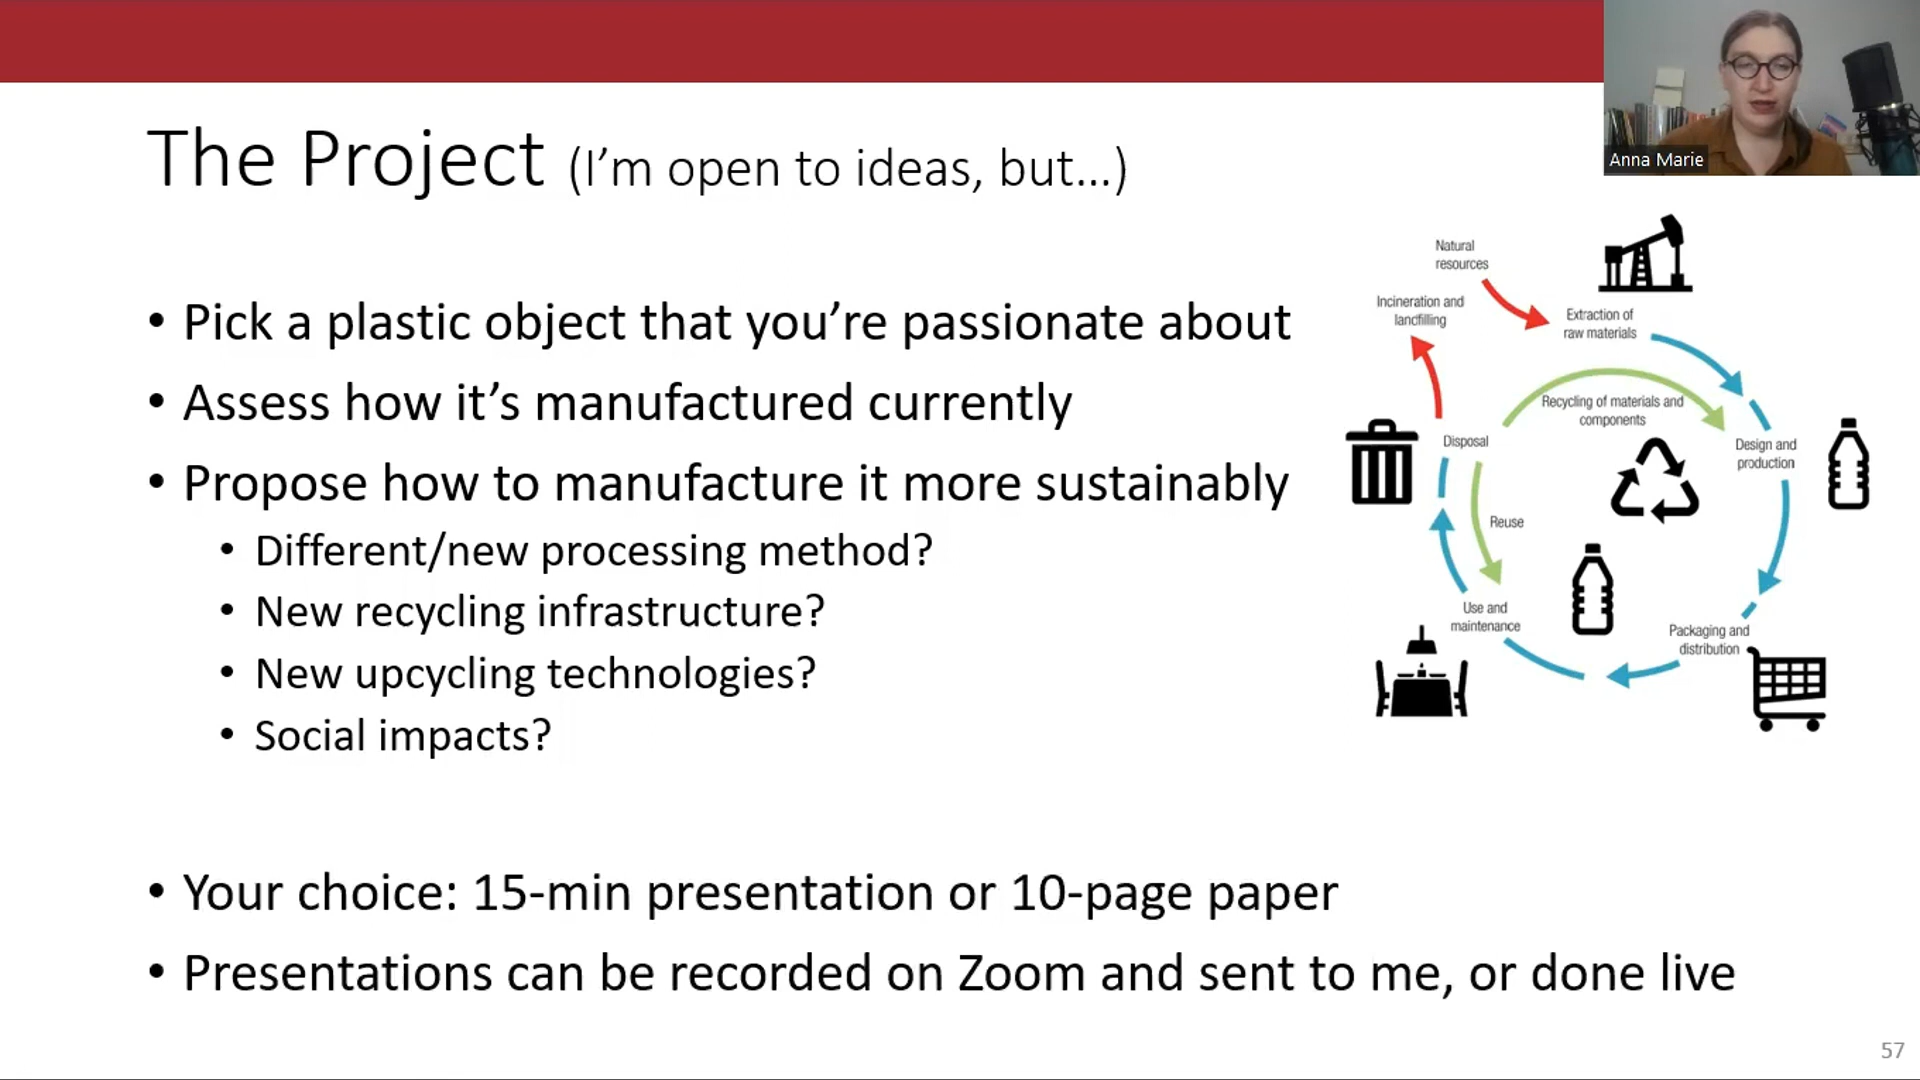 The Project (I’m open to ideas, but…)
Anna Marie
• Pick a plastic object that you’re passionate about
• Assess how it’s manufactured currently
• Propose how to manufacture it more sustainably
• Different/new processing method?
• New recycling infrastructure?
• New upcycling technologies?
• Social impacts?
• Your choice: 15-min presentation or 10-page paper
• Presentations can be recorded on Zoom and sent to me, or done live
Natural
resources
Incineration and
landfilling
Extraction of
raw materials
Recycling of materials and
components
Disposal
Design and
production
Reuse
Use and
maintenance
Packaging and
distribution
57